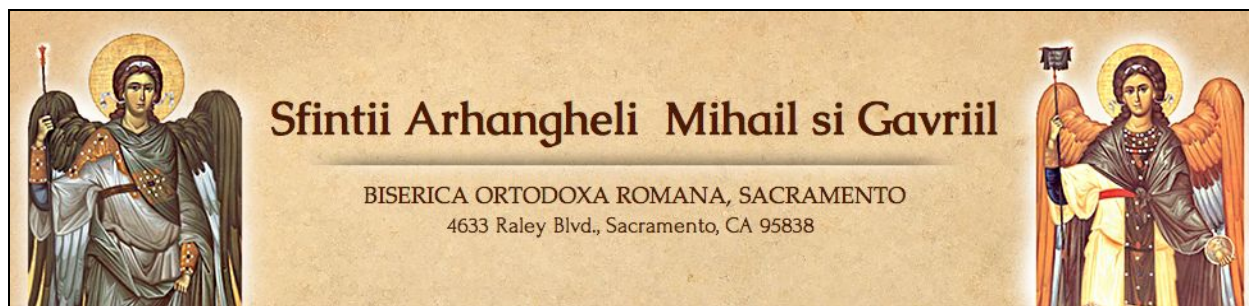 Sfintii Arhangheli Mihail si Gavriil
BISERICA ORTODOXA ROMANA, SACRAMENTO
4633 Raley Blvd., Sacramento, CA 95838